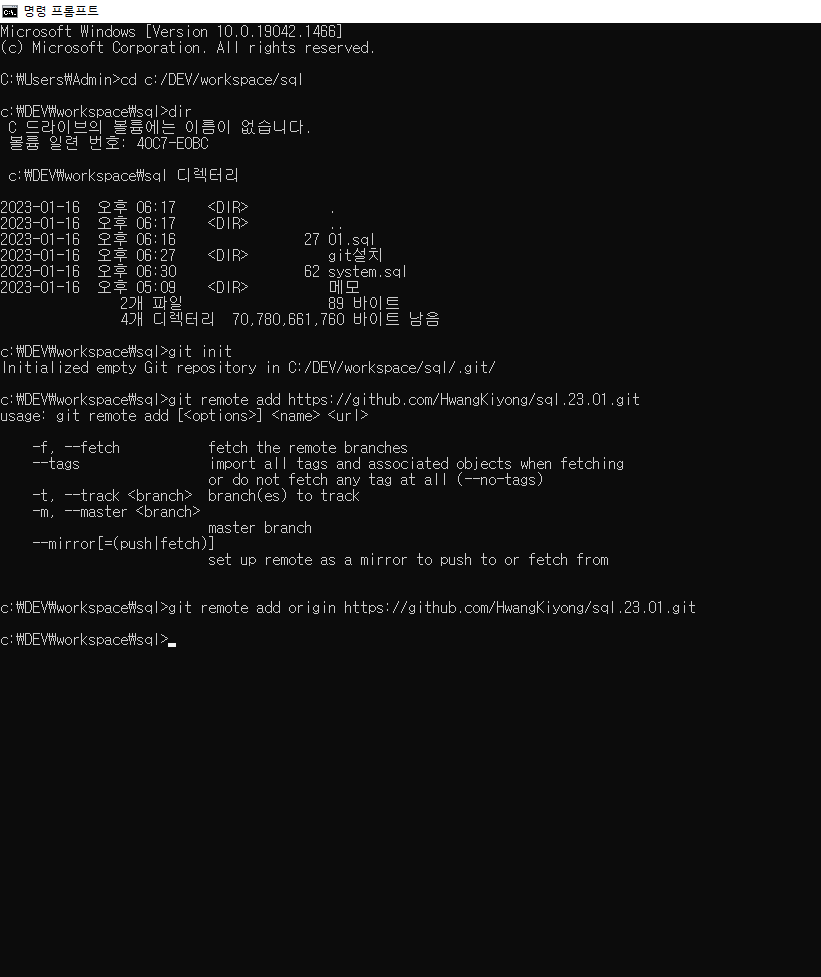 명령 프롬프트
Microsoft Windows [Version 10.0.19042.1466]
(c) Microsoft Corporation. All rights reserved.
C:₩Users₩Admin>cd c:/DEV/workspace/sql
c:₩DEV₩workspace₩sql>dir
C 드라이브의 볼륨에는 이름이 없습니다.
볼륨 일련 번호: 40C7-E0BC
c:₩DEV₩workspace₩sql 디렉터리
2023-01-16 오후 06:17 <DIR> .
2023-01-16 오후 06:17 <DIR> ..
2023-01-16 오후 06:16 27 01.sql
2023-01-16 오후 06:27 <DIR> git설치
2023-01-16 오후 06:30 62 system.sql
2023-01-16 오후 05:09 <DIR> 메모
2개 파일 89 바이트
4개 디렉터리 70,780,661,760 바이트 남음
c:₩DEV₩workspace₩sql>git init
Initialized empty Git repository in C:/DEV/workspace/sql/.git/
c:₩DEV₩workspace₩sql>git remote add https://github.com/HwangKiyong/sql.23.01.git
usage: git remote add [<options>] <name> <url>
-f, --fetch fetch the remote branches
--tags import all tags and associated objects when fetching
or do not fetch any tag at all (--no-tags)
-t, --track <branch> branch(es) to track
-m, --master <branch>
master branch
--mirror[=(push|fetch)]
set up remote as a mirror to push to or fetch from
c:₩DEV₩workspace₩sql>git remote add origin https://github.com/HwangKiyong/sql.23.01.git
c:₩DEV₩workspace₩sql>